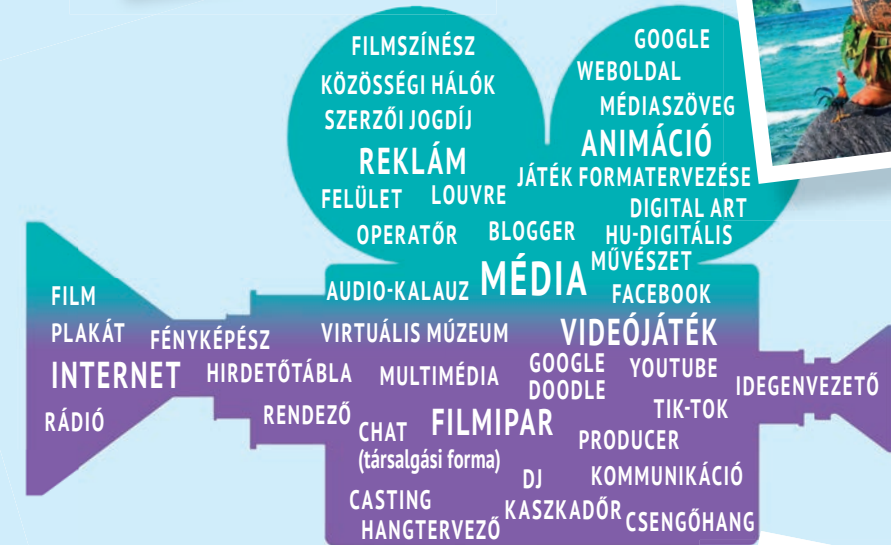 FILMSZÍNÉSZ
KÖZÖSSÉGI HÁLÓK
SZERZŐI JOGDÍJ
REKLÁM
FELÜLET LOUVRE
OPERATŐR BLOGGER
GOOGLE
WEBOLDAL
MÉDIASZÖVEG
ANIMÁCIÓ
JÁTÉK FORMATERVEZÉSE
DIGITAL ART
HU-DIGITÁLIS
MŰVÉSZET
AUDIO-KALAUZ MÉDIA FACEBOOK
FILM
PLAKÁT FÉNYKÉPÉSZ VIRTUÁLIS MÚZEUM VIDEÓJÁTÉK
INTERNET HIRDETŐTÁBLA MULTIMÉDIA
GOOGLE
DOODLE
YOUTUBE
IDEGENVEZETŐ
RÁDIÓ RENDEZŐ
CHAT
(társalgási forma)
FILMIPAR TIK-TOK
PRODUCER
DJ KOMMUNIKÁCIÓ
CASTING KASZKADŐR CSENGŐHANG
HANGTERVEZŐ